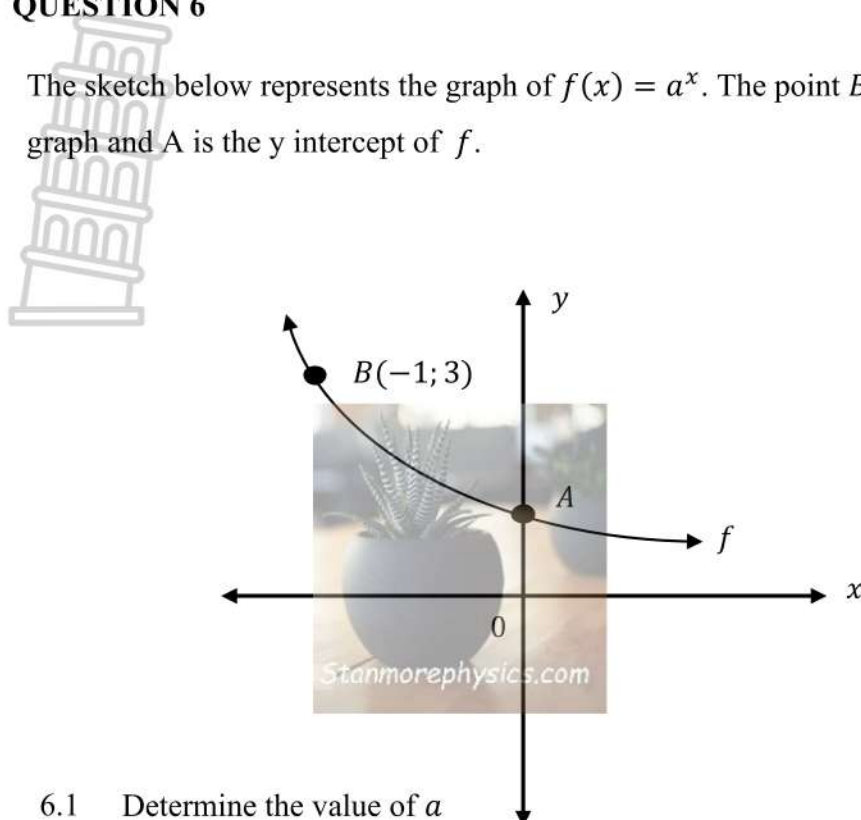 QUESTION 6
The sketch below represents the graph of f(x) = aˣ. The point B
graph and A is the y intercept of f.
y
B(−1; 3)
A
f
x
0
Stanmorephysics.com
6.1 Determine the value of a